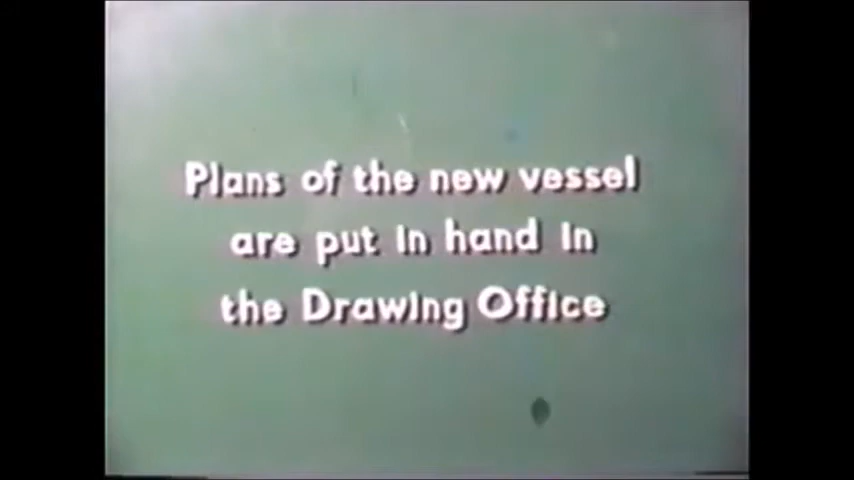 Plans of the new vessel
are put in hand in
the Drawing Office